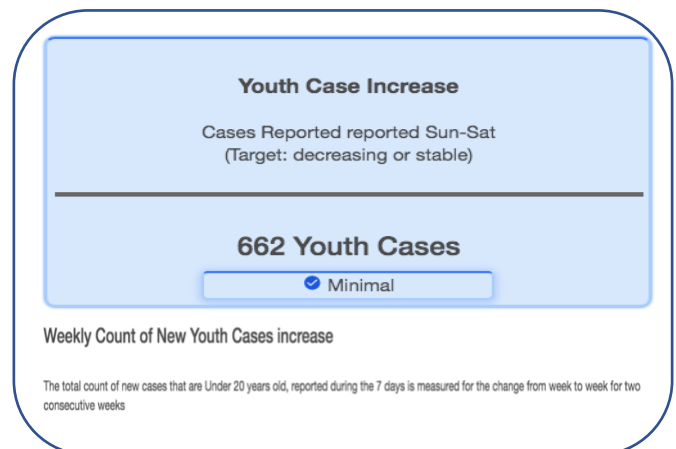 Youth Case Increase
Cases Reported reported Sun-Sat
(Target: decreasing or stable)
662 Youth Cases
Minimal
Weekly Count of New Youth Cases increase
The total count of new cases that are Under 20 years old, reported during the 7 days is measured for the change from week to week for two
consecutive weeks